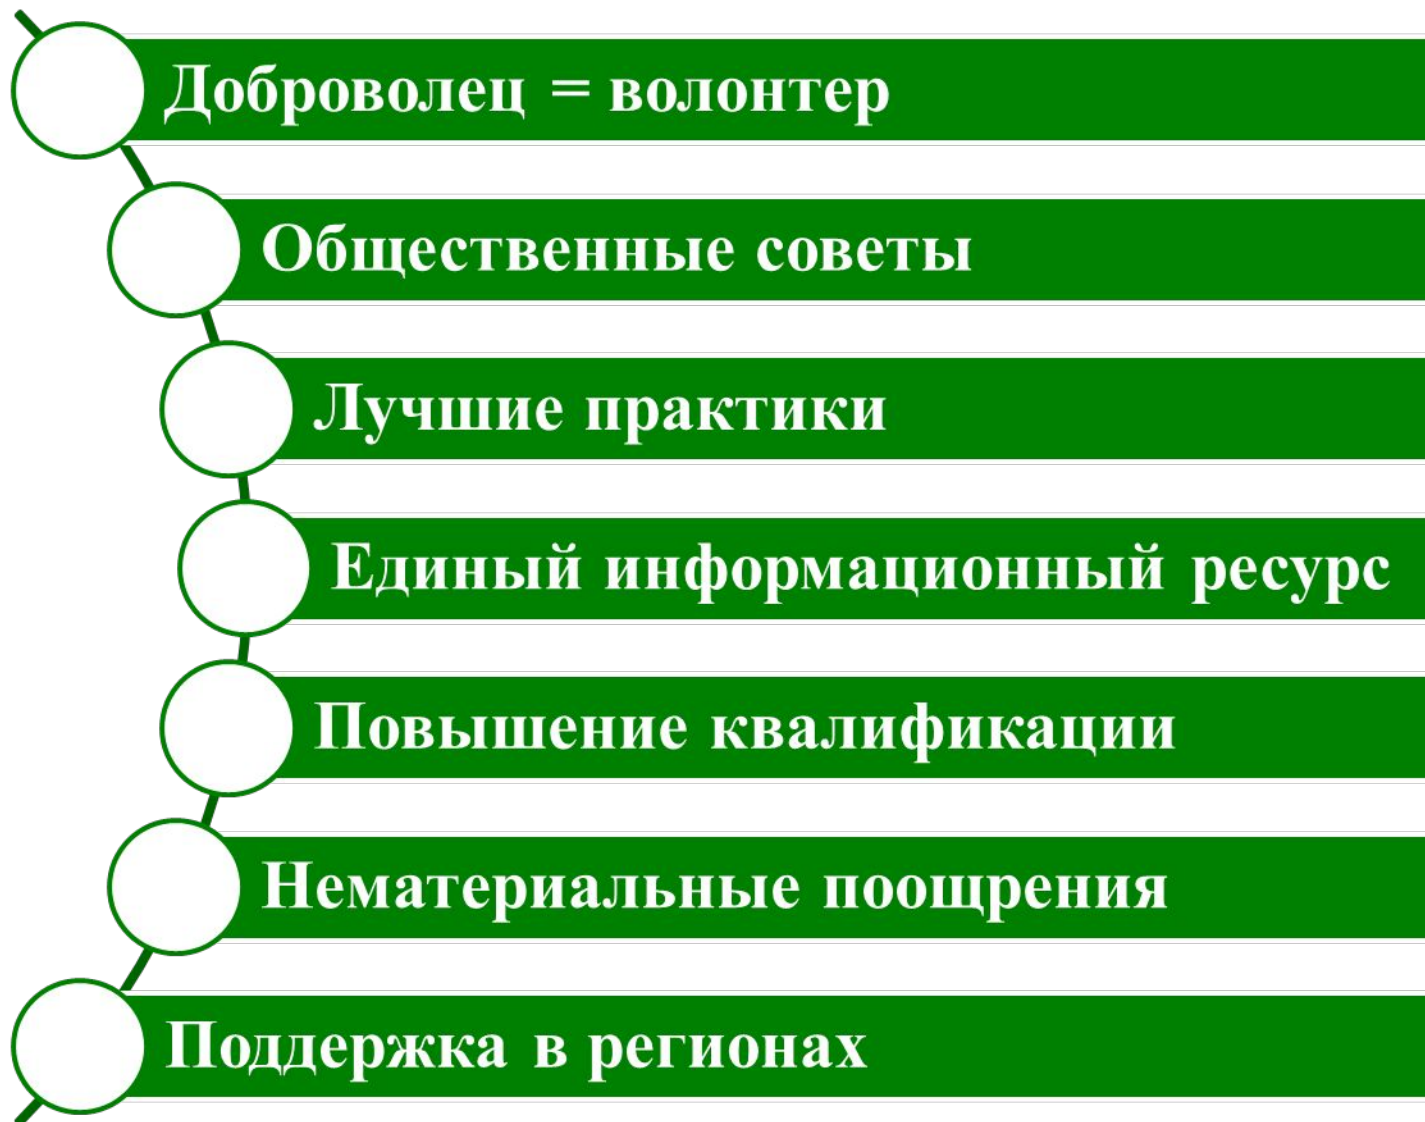 Доброволец = волонтер
Общественные советы
Лучшие практики
Единый информационный ресурс
Повышение квалификации
Нематериальные поощрения
Поддержка в регионах